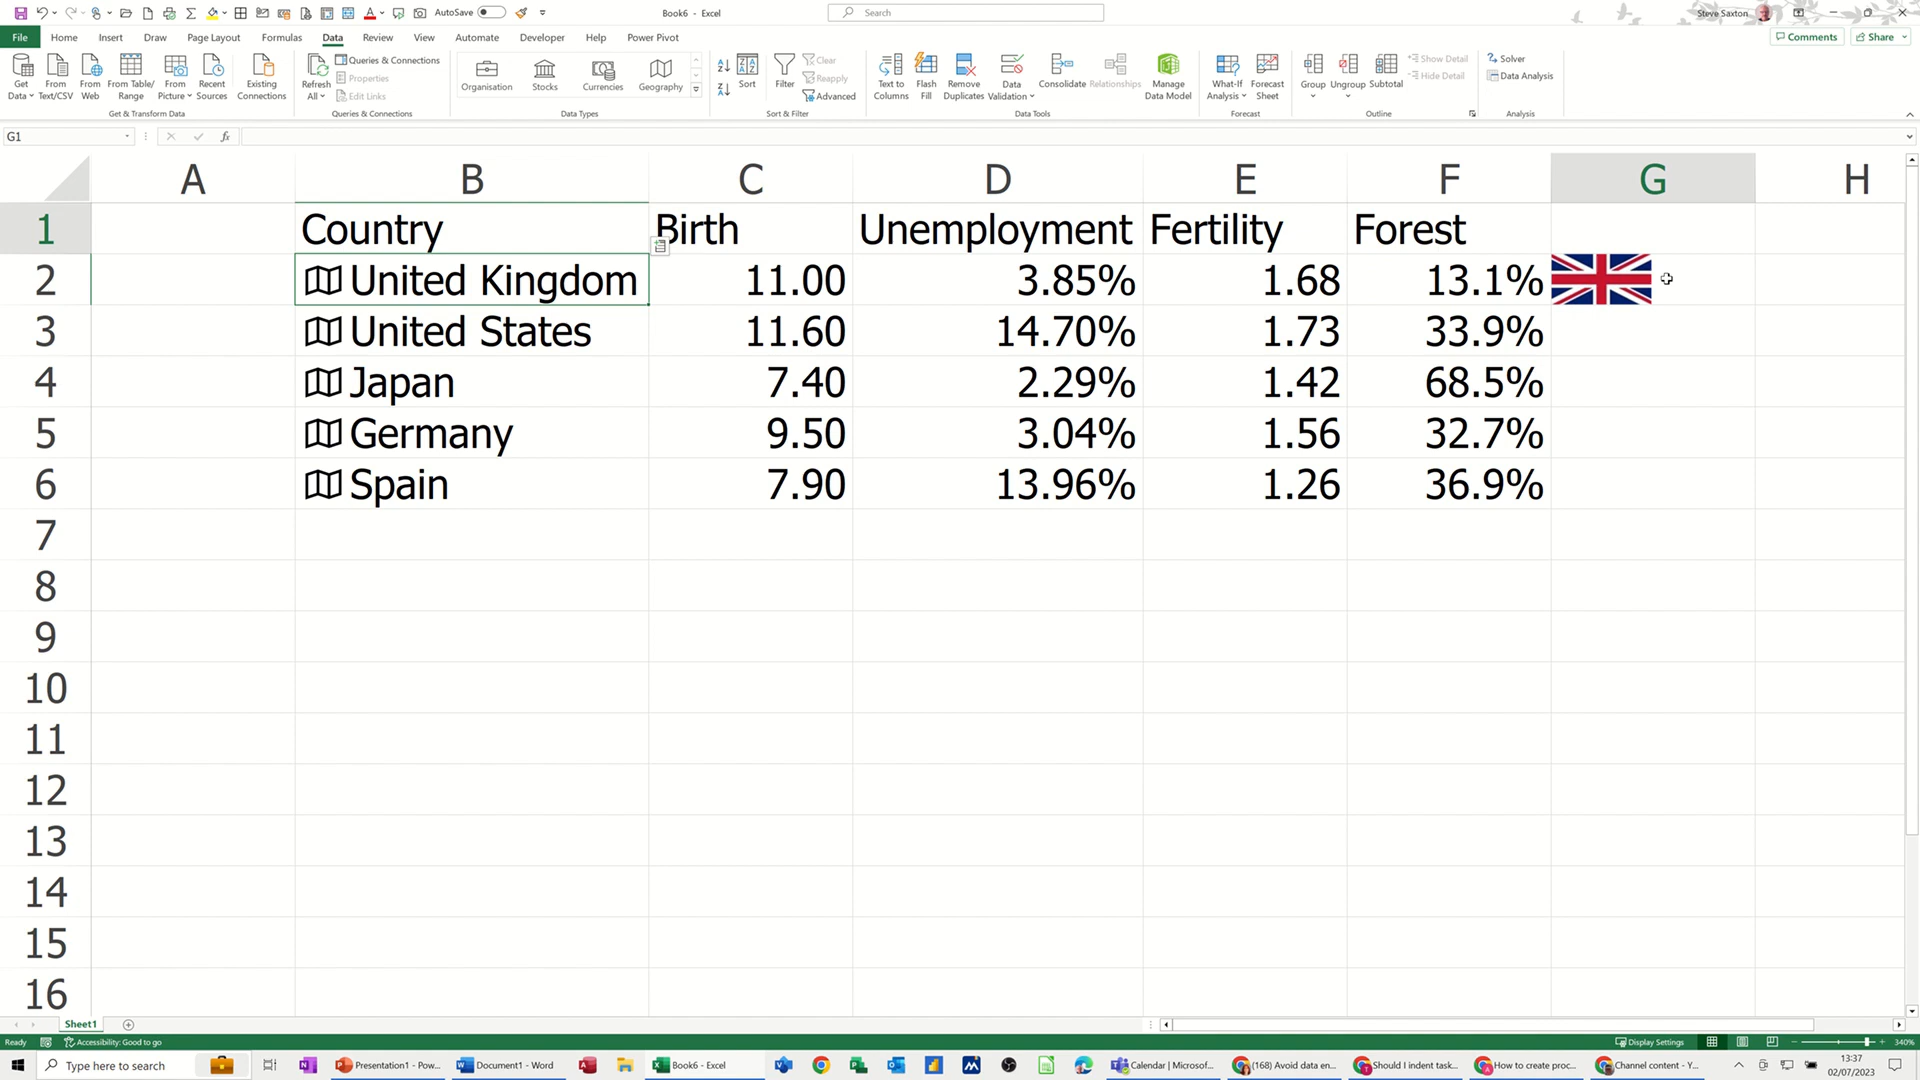 AutoSave
Book6 - Excel
Search
Steve Saxton
File Home Insert Draw Page Layout Formulas Data Review View Automate Developer Help Power Pivot
Comments Share
Get Data From Text/CSV From Web From Table/ Range From Picture Recent Sources Existing Connections
Get & Transform Data
Refresh All Queries & Connections
Properties
Edit Links
Queries & Connections
Organisation Stocks Currencies Geography
Data Types
Sort Filter Clear
Reapply
Advanced
Sort & Filter
Text to Columns Flash Fill Remove Duplicates Data Validation Consolidate Relationships Manage Data Model
Data Tools
What-If Analysis Forecast Sheet
Forecast
Group Ungroup Subtotal Show Detail
Hide Detail
Outline
Solver
Data Analysis
Analysis
G1 fx
A B C D E F G H
1 Country Birth Unemployment Fertility Forest
2 United Kingdom 11.00 3.85% 1.68 13.1%
3 United States 11.60 14.70% 1.73 33.9%
4 Japan 7.40 2.29% 1.42 68.5%
5 Germany 9.50 3.04% 1.56 32.7%
6 Spain 7.90 13.96% 1.26 36.9%
7
8
9
10
11
12
13
14
15
16
Sheet1
Ready Accessibility: Good to go Display Settings 340%
Type here to search Presentation1 - Pow... Document1 - Word Book6 - Excel Calendar | Microsof... (168) Avoid data en... Should I indent task... How to create proc... Channel content - Y...
13:37
02/07/2023